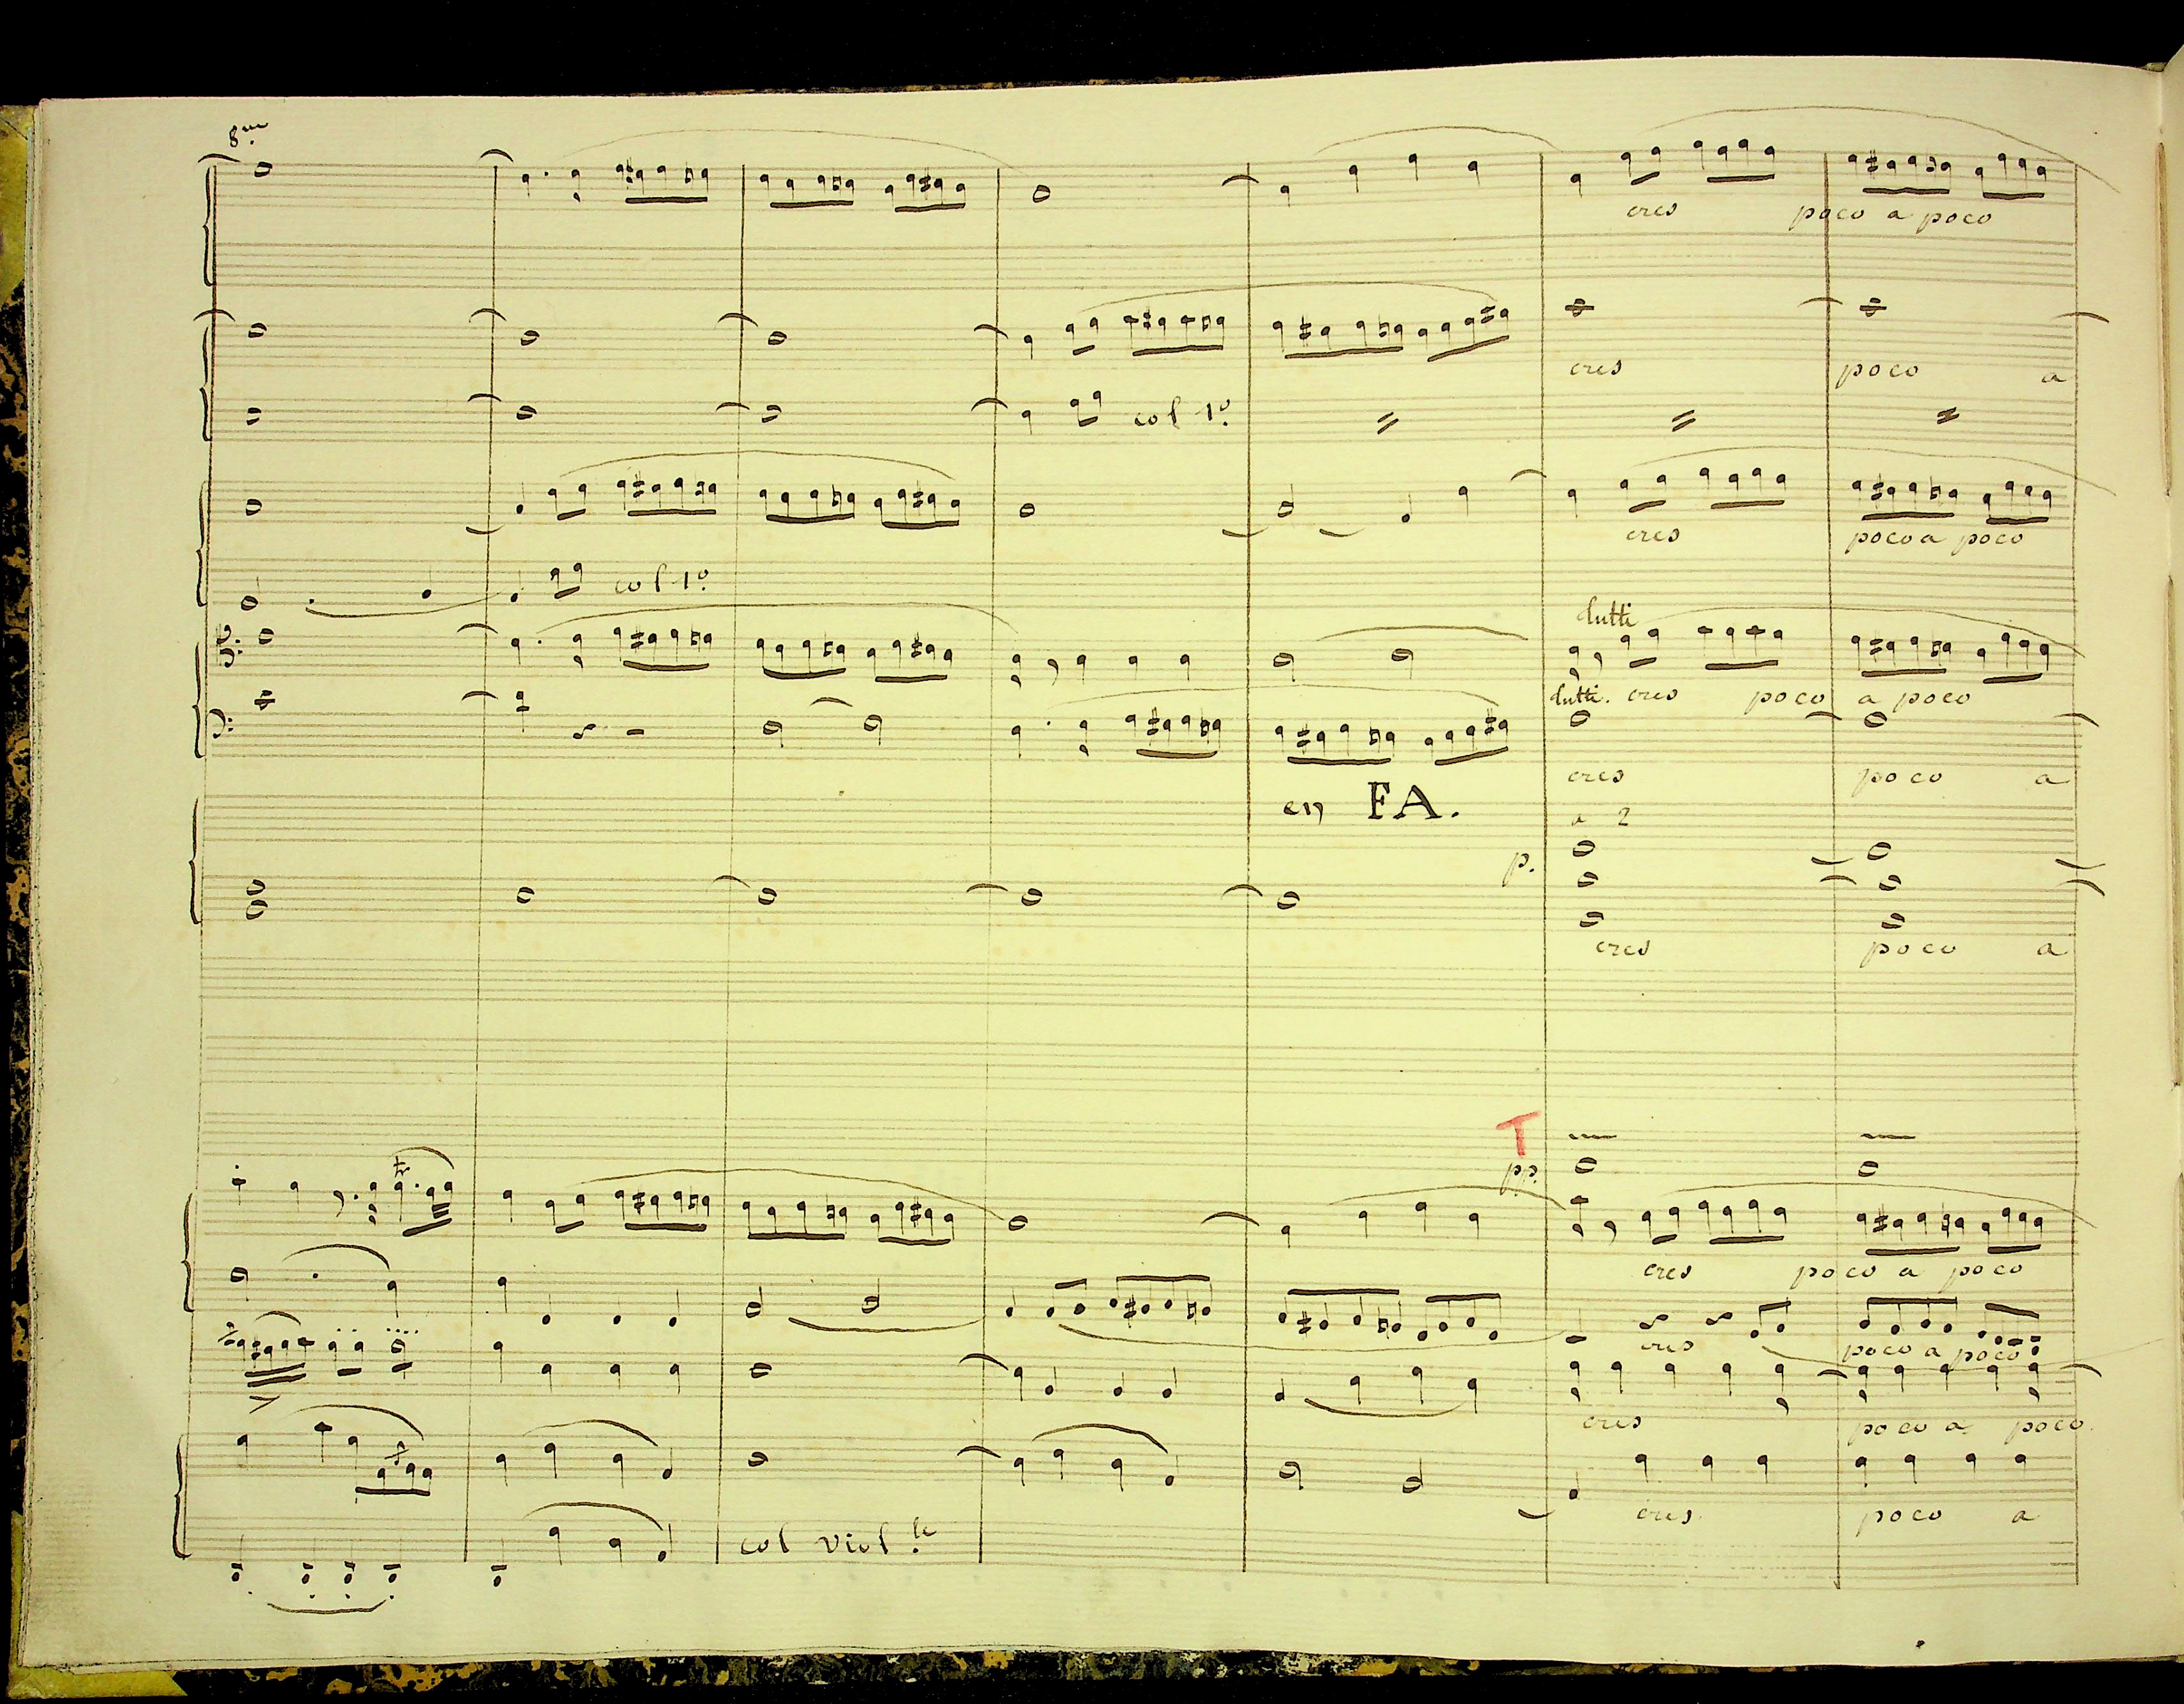 8va
cres poco a poco
cres poco a
col 1º
cres poco a poco
col 1º
tutti
tutti. cres poco a poco
cres poco a
en FA.
a 2
p.
cres poco a
T
pp.
tr
cres poco a poco
cres poco a poco
cres poco a poco.
cres poco a
col Viol.le